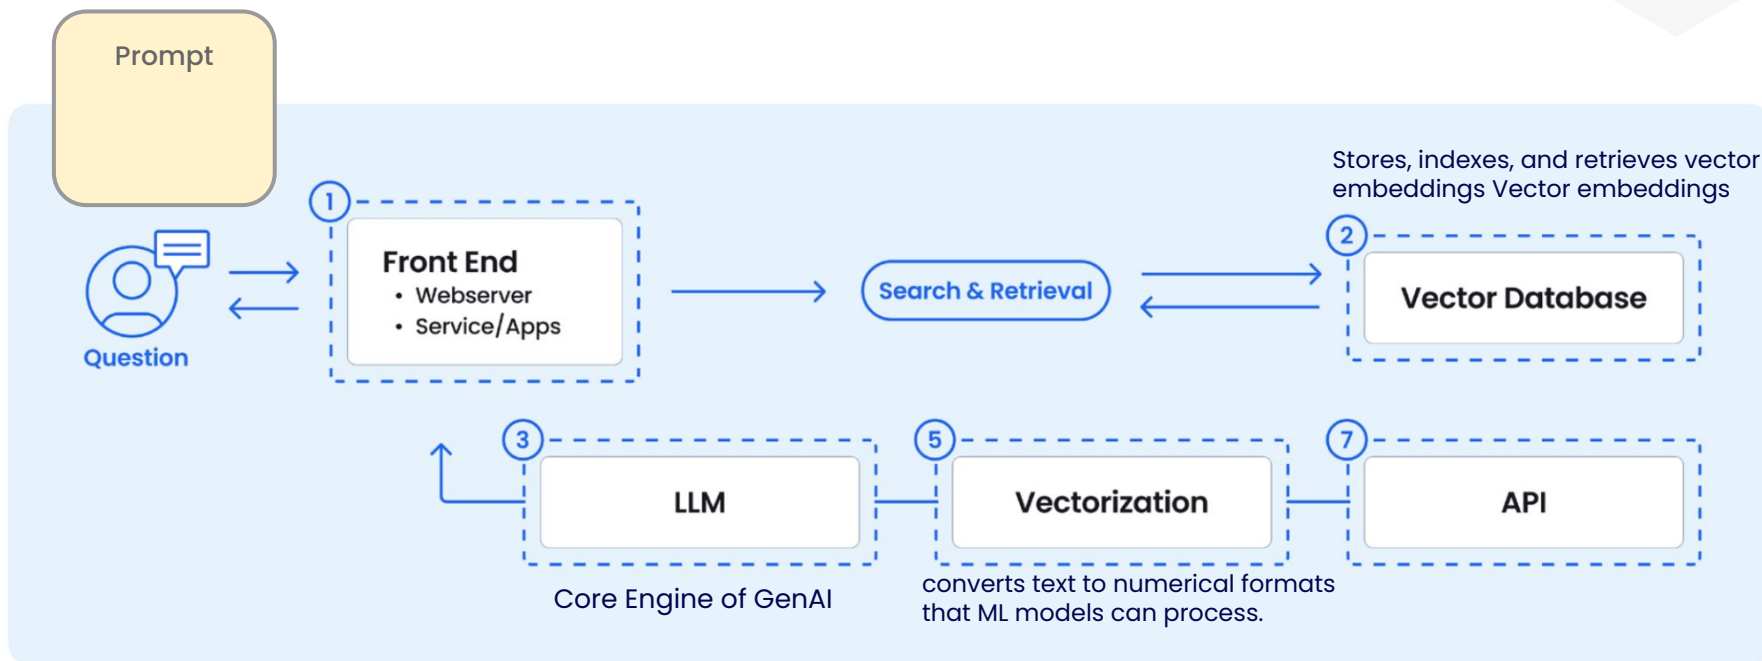 Prompt
Stores, indexes, and retrieves vector
embeddings Vector embeddings
1
Front End
• Webserver
• Service/Apps
Question
Search & Retrieval
2
Vector Database
3
LLM
Core Engine of GenAI
5
Vectorization
converts text to numerical formats
that ML models can process.
7
API